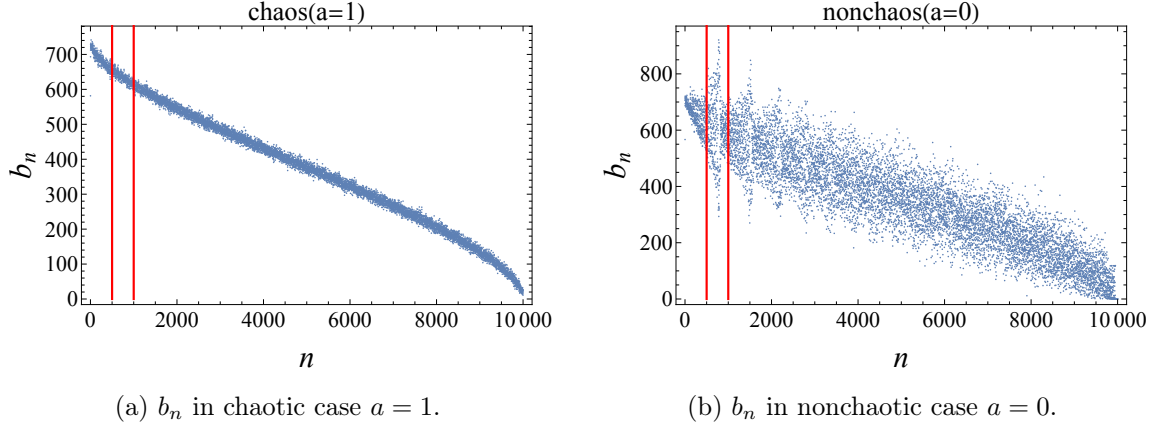 chaos(a=1)
700
600
500
400
300
200
100
0
b_n
0 2000 4000 6000 8000 10 000
n
(a) b_n in chaotic case a = 1.
nonchaos(a=0)
800
600
400
200
0
b_n
0 2000 4000 6000 8000 10 000
n
(b) b_n in nonchaotic case a = 0.